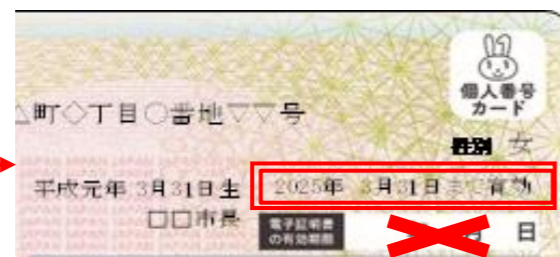 個人番号
カード
△町◇丁目○番地▽▽号
性別 女
平成元年 3月31日生 2025年 3月31日まで有効
□□市長 電子証明書
の有効期限 月 日